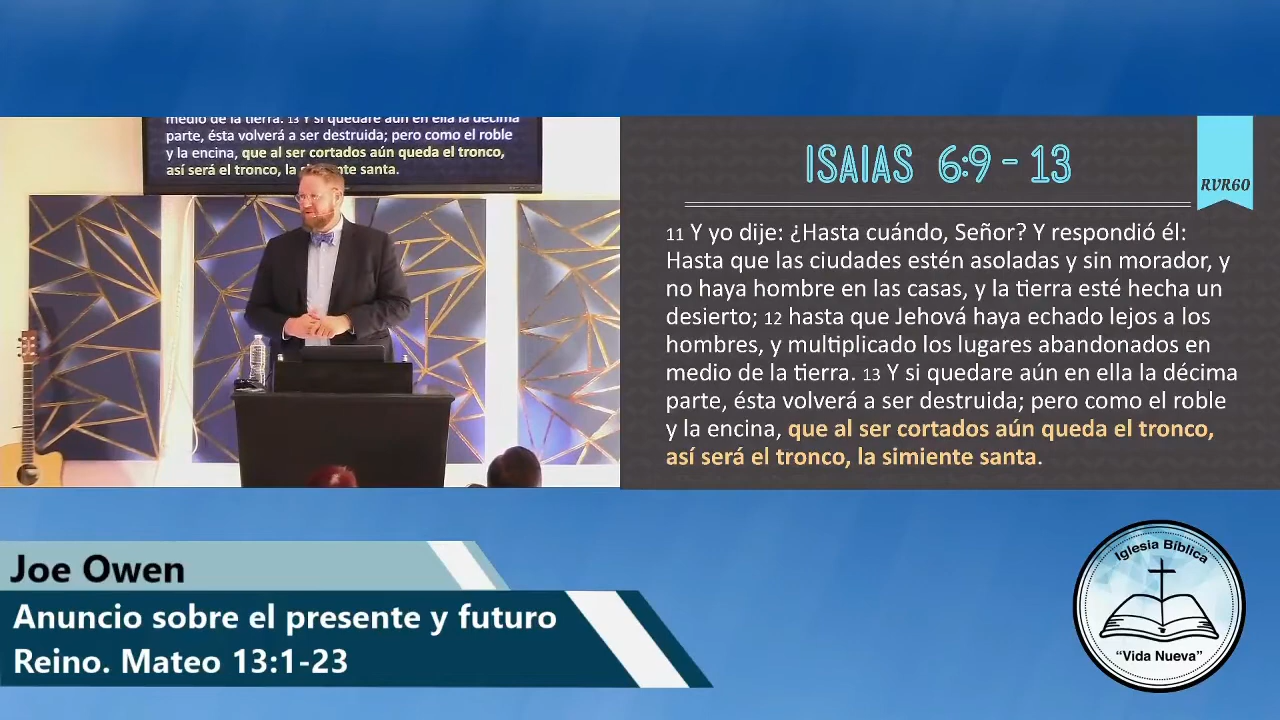 medio de la tierra. 13 Y si quedare aún en ella la décima
parte, ésta volverá a ser destruida; pero como el roble
y la encina, que al ser cortados aún queda el tronco,
así será el tronco, la simiente santa.
ISAIAS 6:9 - 13
RVR60
11 Y yo dije: ¿Hasta cuándo, Señor? Y respondió él:
Hasta que las ciudades estén asoladas y sin morador, y
no haya hombre en las casas, y la tierra esté hecha un
desierto; 12 hasta que Jehová haya echado lejos a los
hombres, y multiplicado los lugares abandonados en
medio de la tierra. 13 Y si quedare aún en ella la décima
parte, ésta volverá a ser destruida; pero como el roble
y la encina, que al ser cortados aún queda el tronco,
así será el tronco, la simiente santa.
Joe Owen
Anuncio sobre el presente y futuro
Reino. Mateo 13:1-23
Iglesia Bíblica
"Vida Nueva"